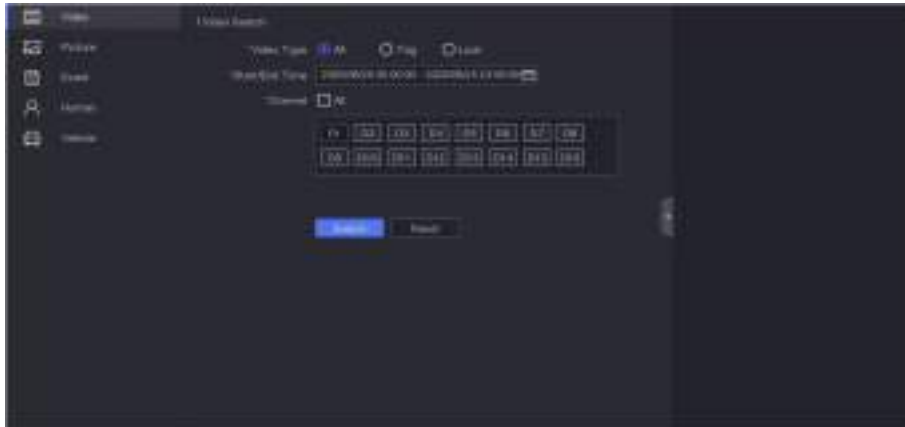 Video
Video Search
Picture
*Video Type All Tag Lock
Event
*Start/End Time
Human
*Channel All
Vehicle
D2 D3 D4 D5 D6 D7 D8
D9 D10 D11 D12 D13 D14 D15 D16
Search Reset